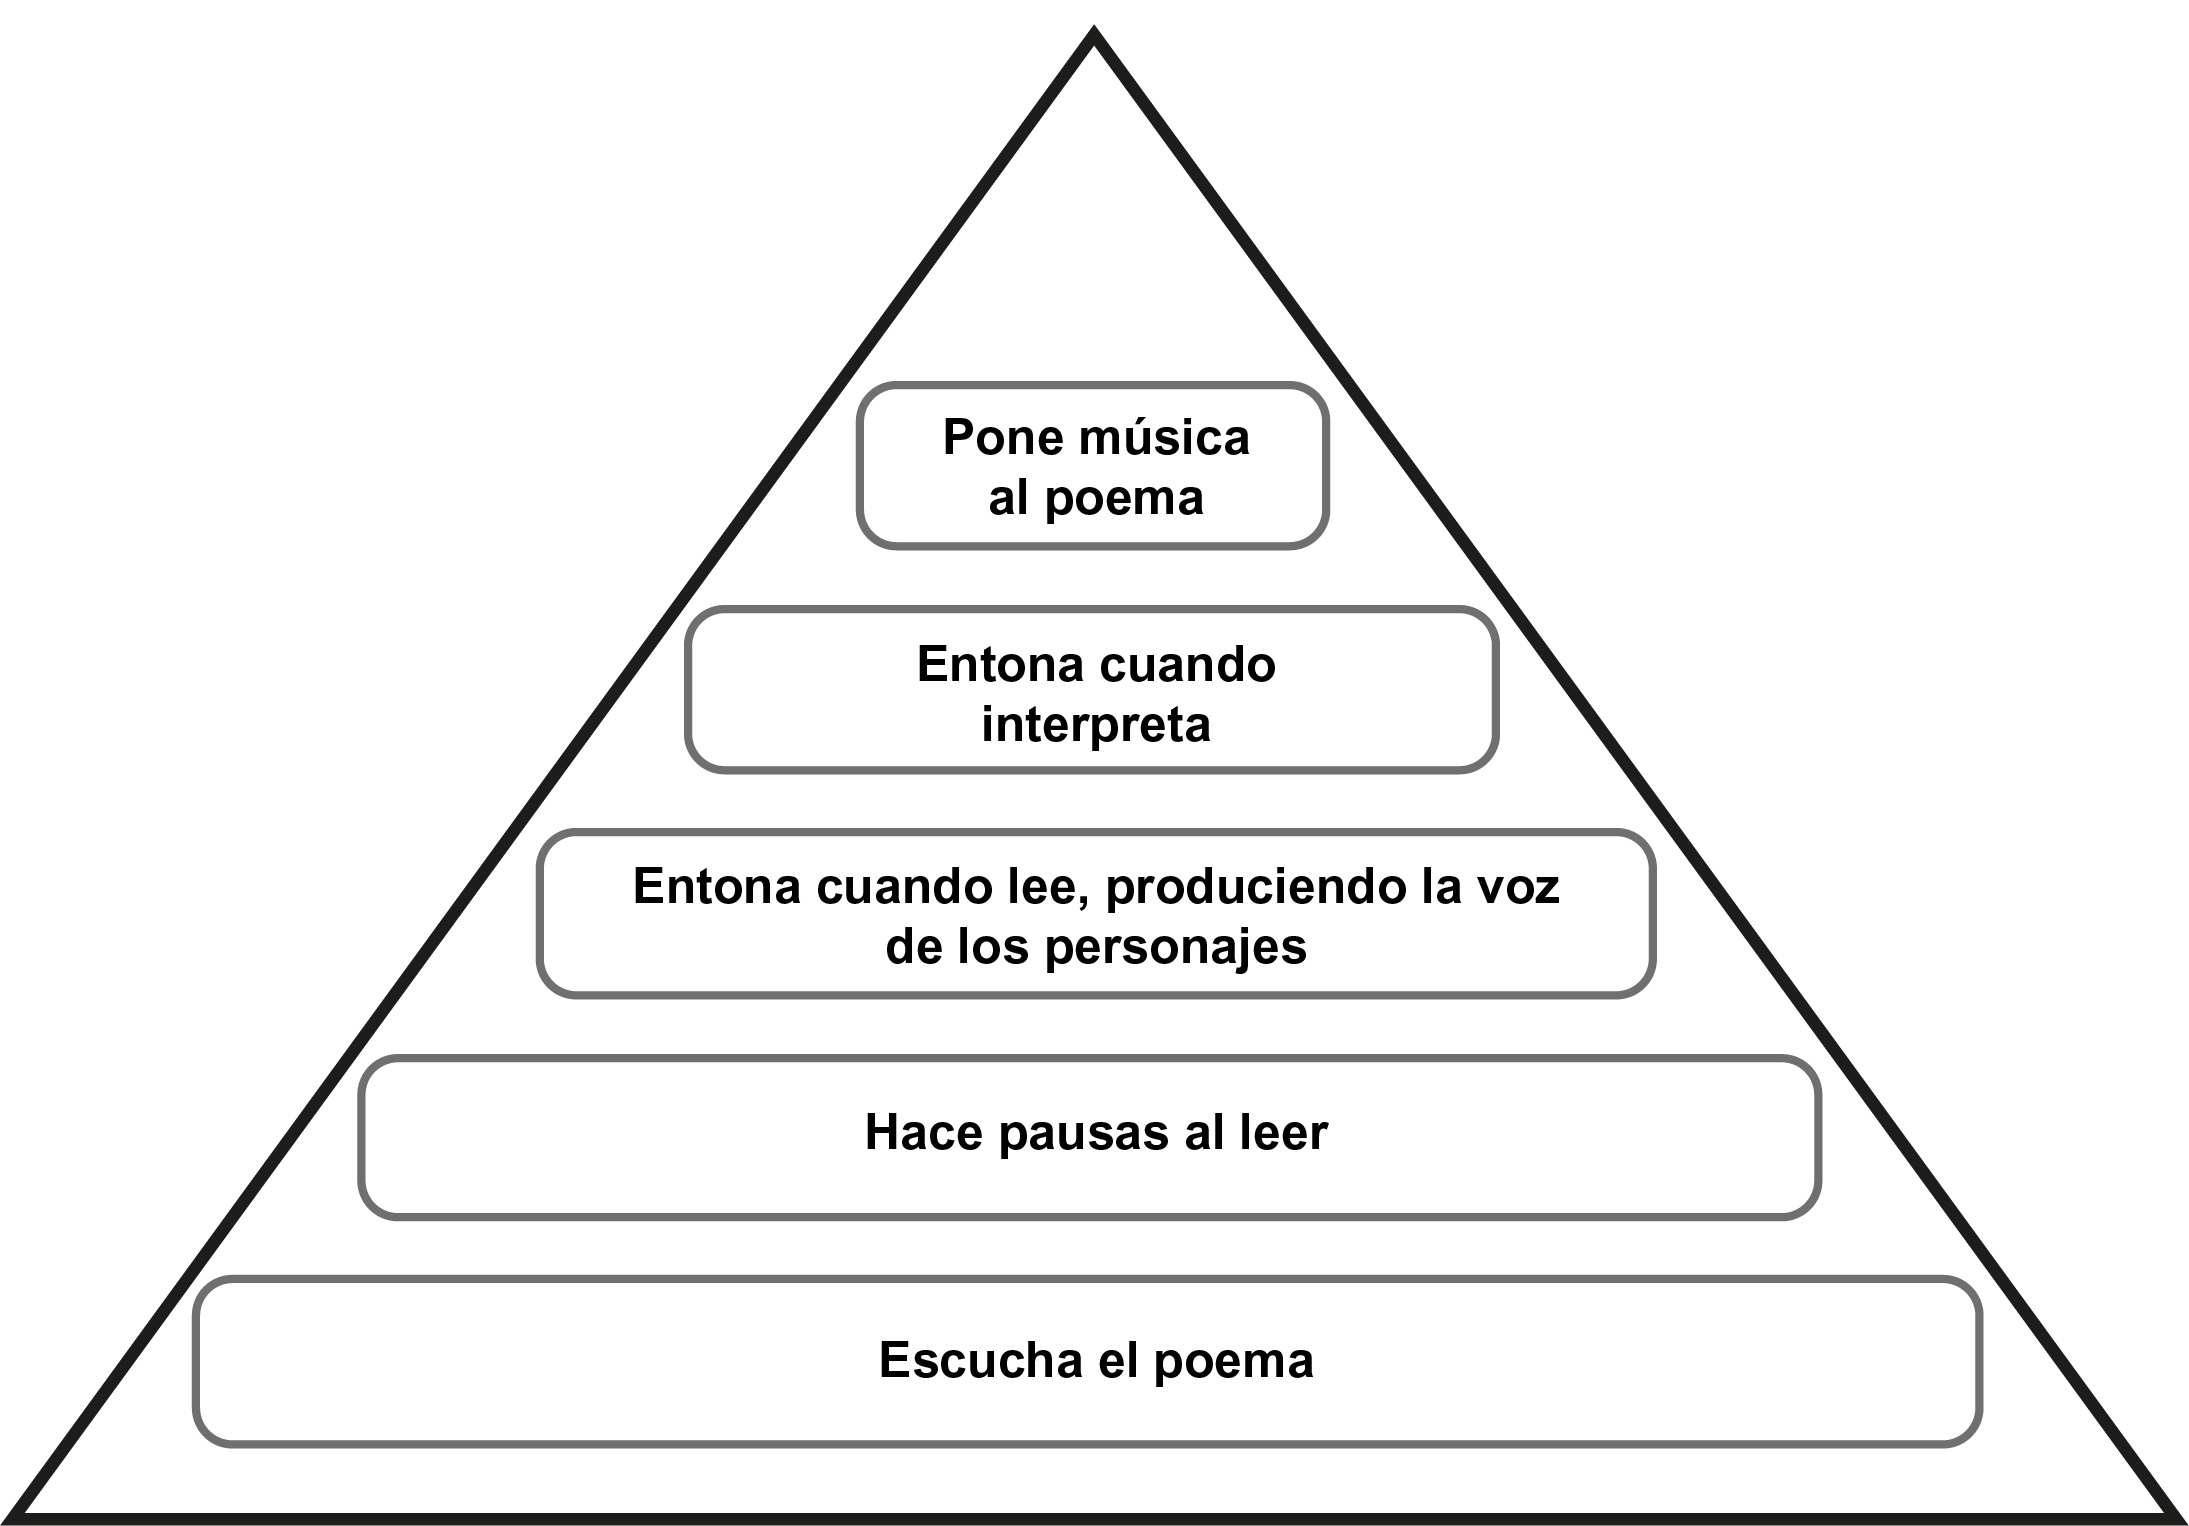 Pone música
al poema
Entona cuando
interpreta
Entona cuando lee, produciendo la voz
de los personajes
Hace pausas al leer
Escucha el poema